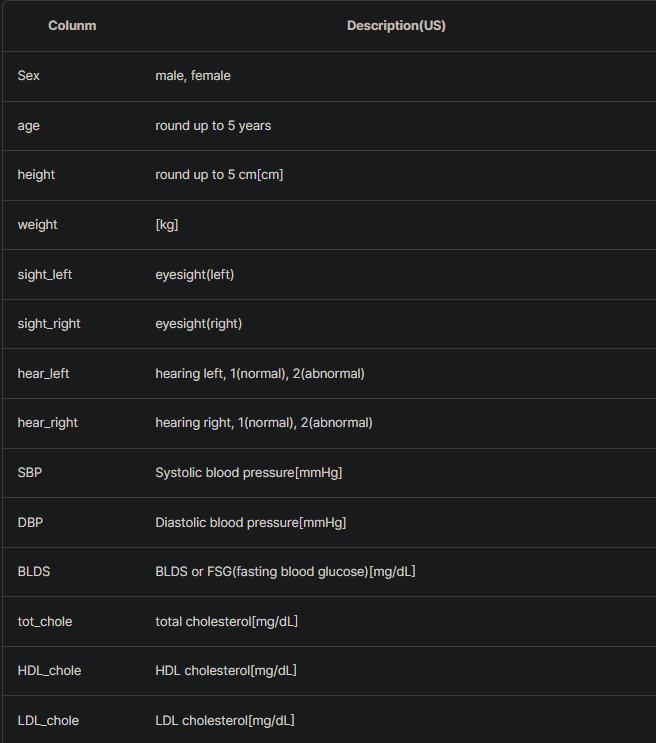 Colunm Description(US)
Sex male, female
age round up to 5 years
height round up to 5 cm[cm]
weight [kg]
sight_left eyesight(left)
sight_right eyesight(right)
hear_left hearing left, 1(normal), 2(abnormal)
hear_right hearing right, 1(normal), 2(abnormal)
SBP Systolic blood pressure[mmHg]
DBP Diastolic blood pressure[mmHg]
BLDS BLDS or FSG(fasting blood glucose)[mg/dL]
tot_chole total cholesterol[mg/dL]
HDL_chole HDL cholesterol[mg/dL]
LDL_chole LDL cholesterol[mg/dL]